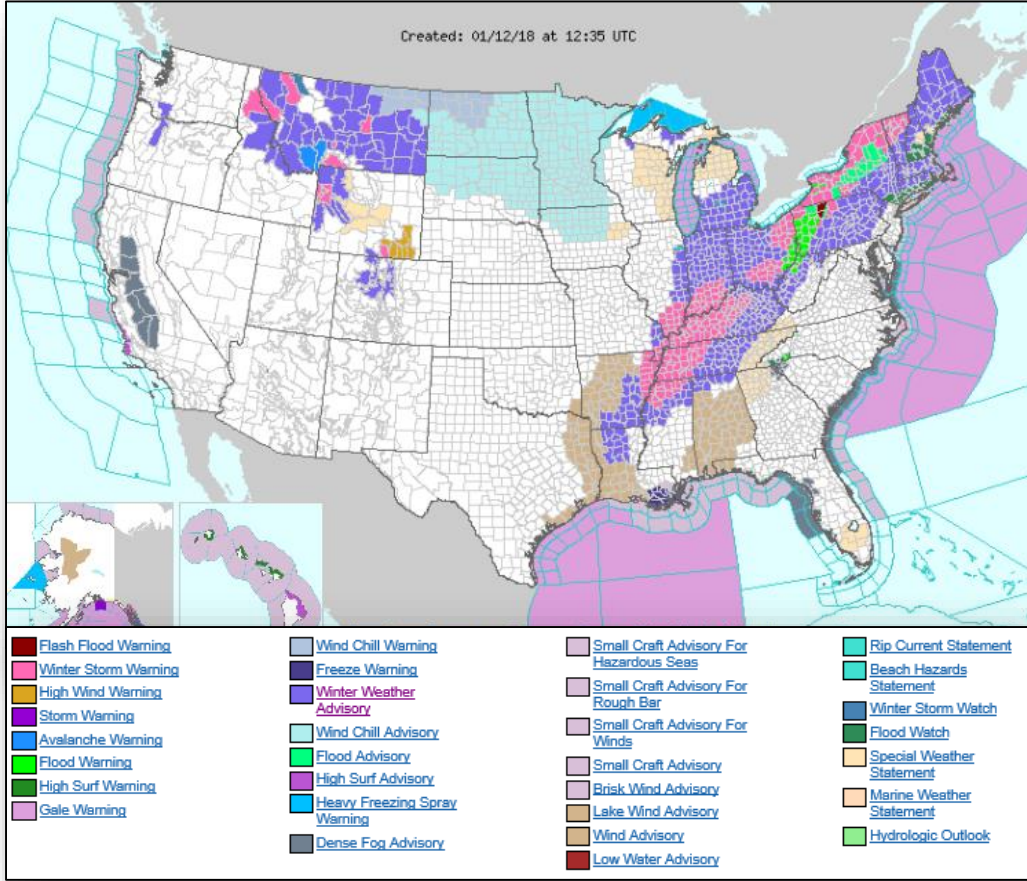 Created: 01/12/18 at 12:35 UTC
Flash Flood Warning
Winter Storm Warning
High Wind Warning
Storm Warning
Avalanche Warning
Flood Warning
High Surf Warning
Gale Warning
Wind Chill Warning
Freeze Warning
Winter Weather
Advisory
Wind Chill Advisory
Flood Advisory
High Surf Advisory
Heavy Freezing Spray
Warning
Dense Fog Advisory
Small Craft Advisory For
Hazardous Seas
Small Craft Advisory For
Rough Bar
Small Craft Advisory For
Winds
Small Craft Advisory
Brisk Wind Advisory
Lake Wind Advisory
Wind Advisory
Low Water Advisory
Rip Current Statement
Beach Hazards
Statement
Winter Storm Watch
Flood Watch
Special Weather
Statement
Marine Weather
Statement
Hydrologic Outlook